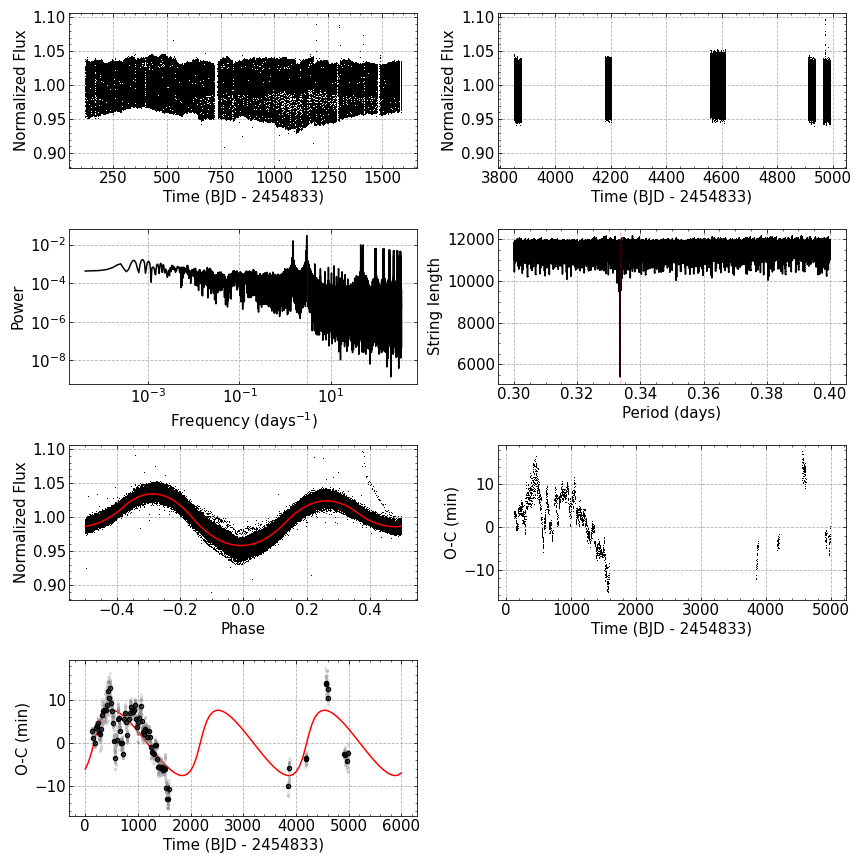 1.10
1.05
1.00
0.95
0.90
Normalized Flux
250 500 750 1000 1250 1500
Time (BJD - 2454833)
1.10
1.05
1.00
0.95
0.90
Normalized Flux
3800 4000 4200 4400 4600 4800 5000
Time (BJD - 2454833)
10⁻²
10⁻⁴
10⁻⁶
10⁻⁸
Power
10⁻³ 10⁻¹ 10¹
Frequency (days⁻¹)
12000
10000
8000
6000
String length
0.30 0.32 0.34 0.36 0.38 0.40
Period (days)
1.10
1.05
1.00
0.95
0.90
Normalized Flux
−0.4 −0.2 0.0 0.2 0.4
Phase
10
0
−10
O-C (min)
0 1000 2000 3000 4000 5000
Time (BJD - 2454833)
10
0
−10
O-C (min)
0 1000 2000 3000 4000 5000 6000
Time (BJD - 2454833)